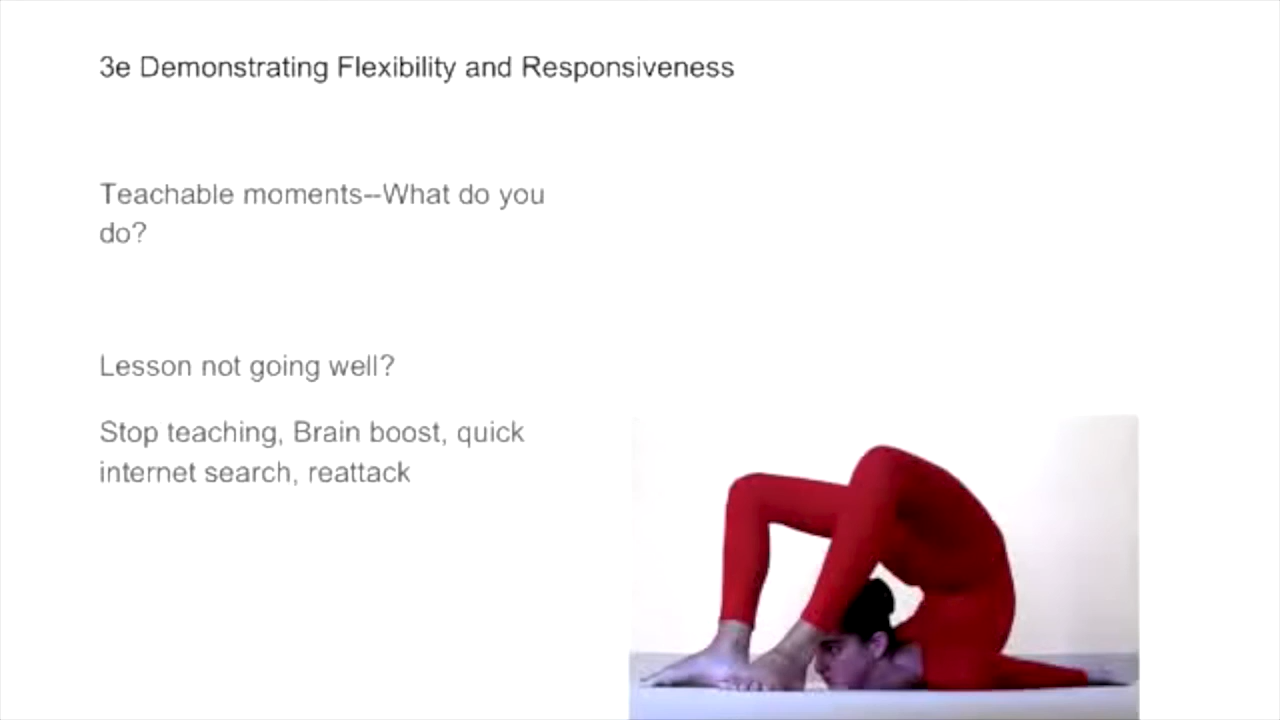 3e Demonstrating Flexibility and Responsiveness
Teachable moments--What do you
do?
Lesson not going well?
Stop teaching, Brain boost, quick
internet search, reattack